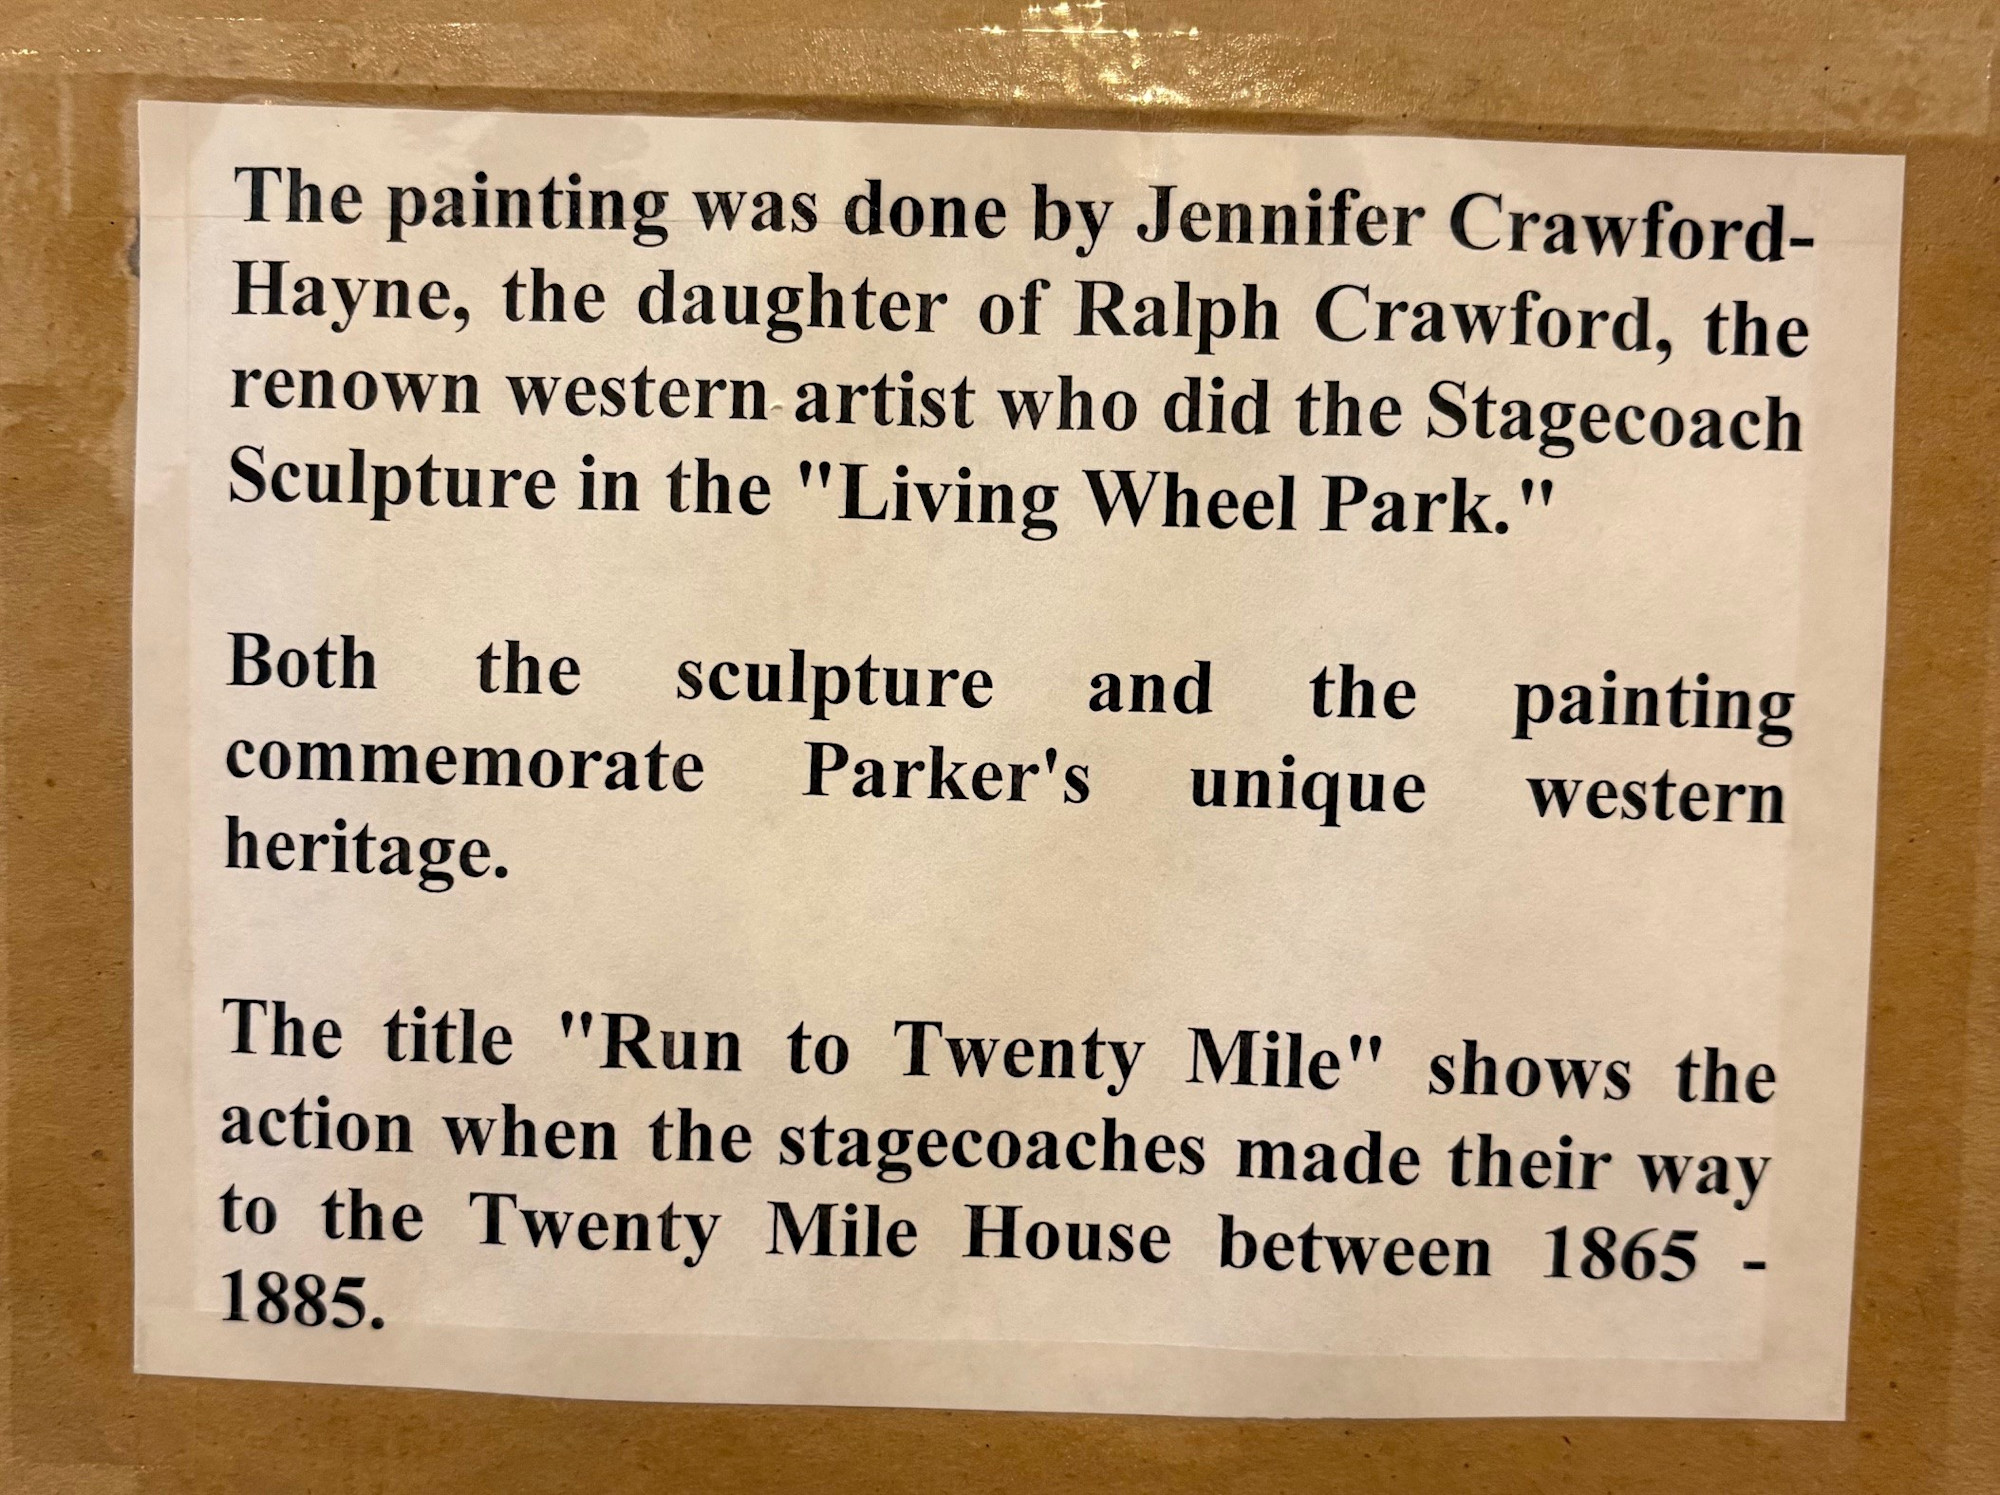 The painting was done by Jennifer Crawford-
Hayne, the daughter of Ralph Crawford, the
renown western artist who did the Stagecoach
Sculpture in the "Living Wheel Park."
Both the sculpture and the painting
commemorate Parker's unique western
heritage.
The title "Run to Twenty Mile" shows the
action when the stagecoaches made their way
to the Twenty Mile House between 1865 -
1885.